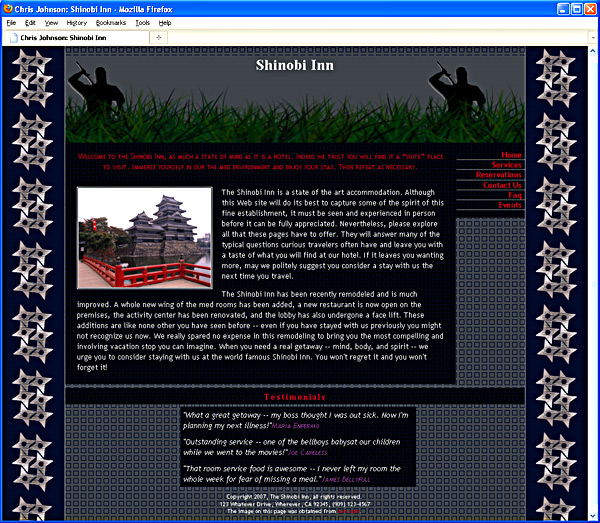 Chris Johnson: Shinobi Inn - Mozilla Firefox
File Edit View History Bookmarks Tools Help
Chris Johnson: Shinobi Inn
Shinobi Inn
Welcome to the Shinobi Inn, as much a state of mind as it is a hotel. Indeed we trust you will find it a "suite" place
to visit. Immerse yourself in our the med environment and enjoy your stay. Then repeat as necessary.
Home
Services
Reservations
Contact Us
Faq
Events
The Shinobi Inn is a state of the art accommodation. Although
this Web site will do its best to capture some of the spirit of this
fine establishment, it must be seen and experienced in person
before it can be fully appreciated. Nevertheless, please explore
all that these pages have to offer. They will answer many of the
typical questions curious travelers often have and leave you with
a taste of what you will find at our hotel. If it leaves you wanting
more, may we politely suggest you consider a stay with us the
next time you travel.
The Shinobi Inn has been recently remodeled and is much
improved. A whole new wing of the med rooms has been added, a new restaurant is now open on the
premises, the activity center has been renovated, and the lobby has also undergone a face lift. These
additions are like none other you have seen before -- even if you have stayed with us previously you might
not recognize us now. We really spared no expense in this remodeling to bring you the most compelling and
involving vacation stop you can imagine. When you need a real getaway -- mind, body, and spirit -- we
urge you to consider staying with us at the world famous Shinobi Inn. You won't regret it and you won't
forget it!
Testimonials
"What a great getaway -- my boss thought I was out sick. Now I'm
planning my next illness!" Maria Enfermo
"Outstanding service -- one of the bellboys babysat our children
while we went to the movies!" Joe Careless
"That room service food is awesome -- I never left my room the
whole week for fear of missing a meal." James Bellyfull
Copyright 2007, The Shinobi Inn, all rights reserved.
123 Whatever Drive, Wherever, CA 92345, (909) 123-4567
The image on this page was obtained from